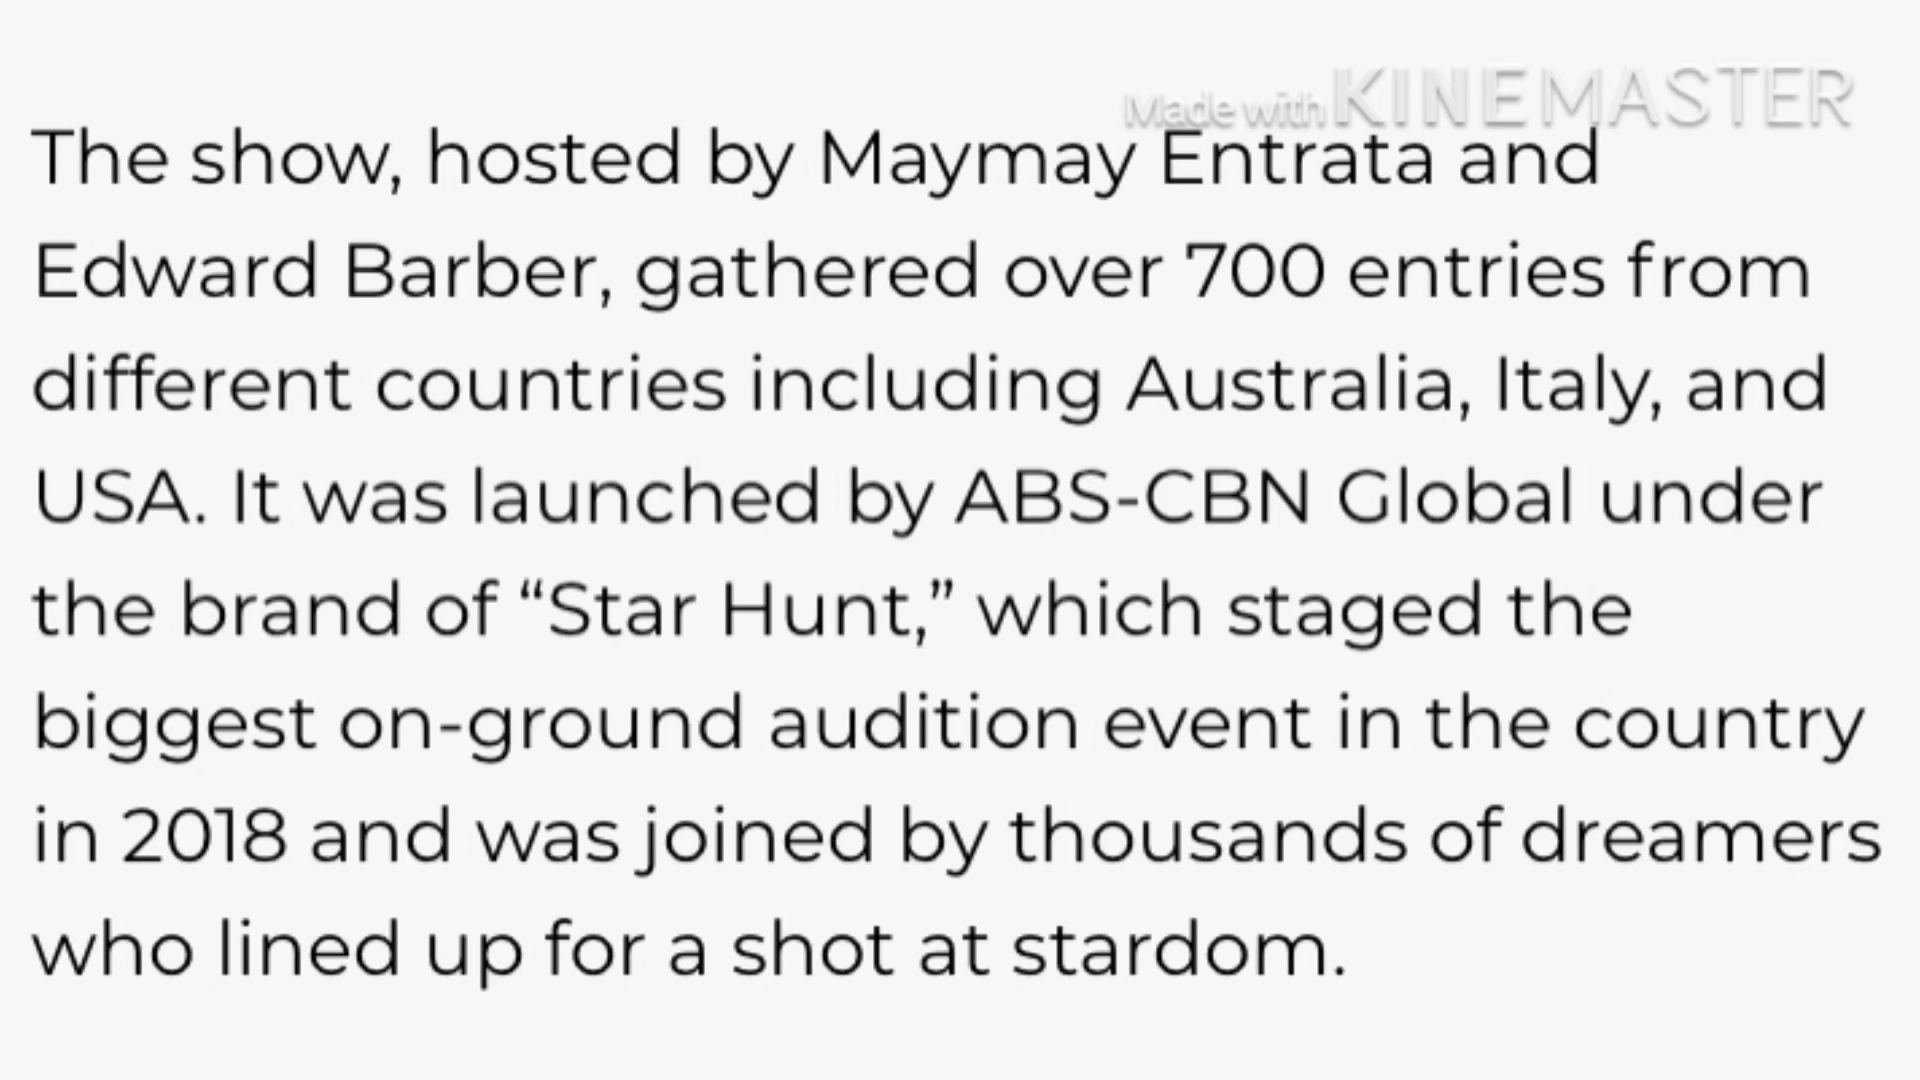 Made with KINEMASTER
The show, hosted by Maymay Entrata and
Edward Barber, gathered over 700 entries from
different countries including Australia, Italy, and
USA. It was launched by ABS-CBN Global under
the brand of “Star Hunt,” which staged the
biggest on-ground audition event in the country
in 2018 and was joined by thousands of dreamers
who lined up for a shot at stardom.